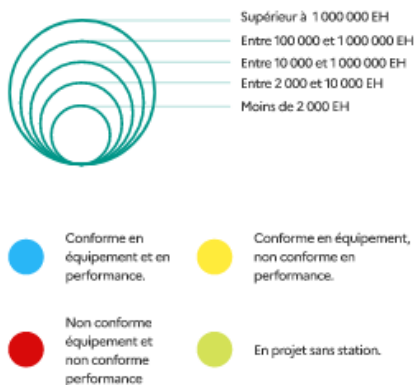 Supérieur à 1 000 000 EH
Entre 100 000 et 1 000 000 EH
Entre 10 000 et 1 000 000 EH
Entre 2 000 et 10 000 EH
Moins de 2 000 EH
Conforme en
équipement et en
performance.
Conforme en équipement,
non conforme en
performance.
Non conforme
équipement et
non conforme
performance
En projet sans station.